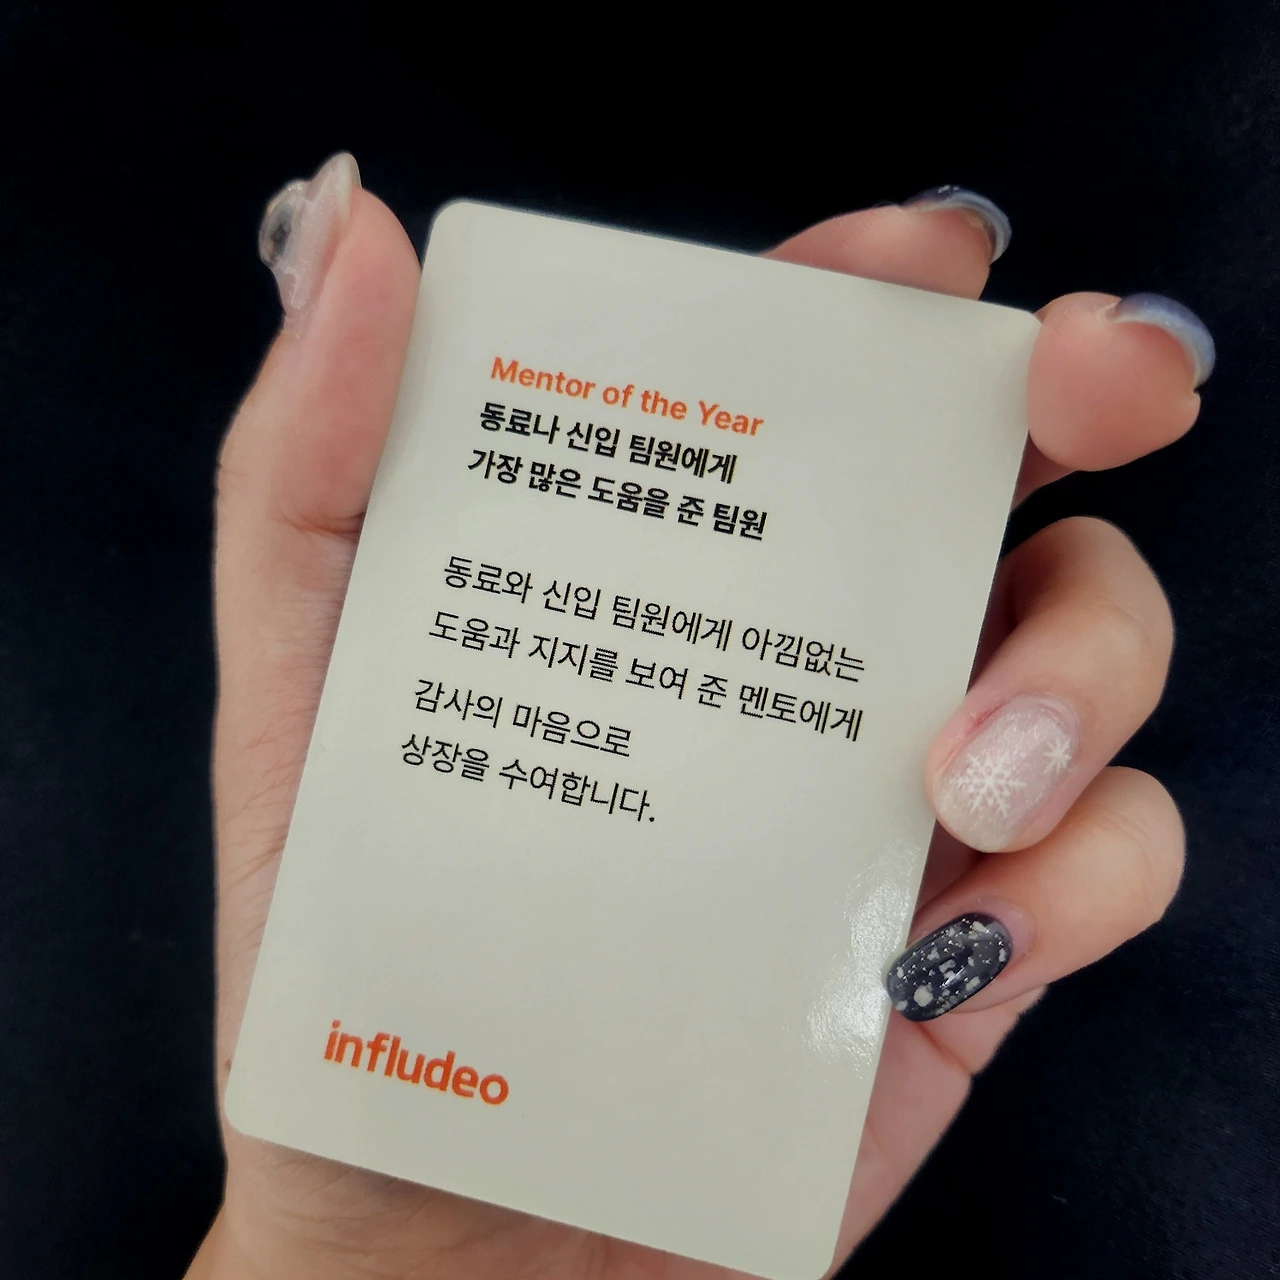 Mentor of the Year
동료나 신입 팀원에게
가장 많은 도움을 준 팀원
동료와 신입 팀원에게 아낌없는
도움과 지지를 보여 준 멘토에게
감사의 마음으로
상장을 수여합니다.
infludeo